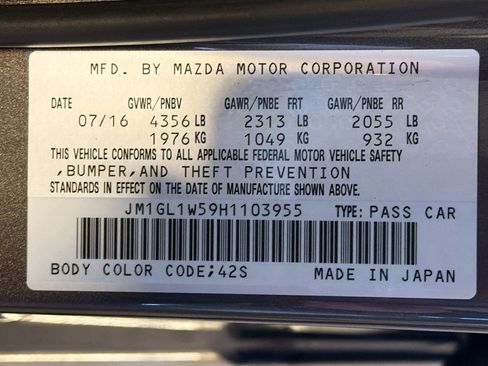 MFD. BY MAZDA MOTOR CORPORATION
DATE GVWR/PNBV GAWR/PNBE FRT GAWR/PNBE RR
07/16 4356 LB 2313 LB 2055 LB
1976 KG 1049 KG 932 KG
THIS VEHICLE CONFORMS TO ALL APPLICABLE FEDERAL MOTOR VEHICLE SAFETY
,BUMPER,AND THEFT PREVENTION
STANDARDS IN EFFECT ON THE DATE OF MANUFACTURE SHOWN ABOVE.
JM1GL1W59H1103955 TYPE: PASS CAR
BODY COLOR CODE;42S MADE IN JAPAN